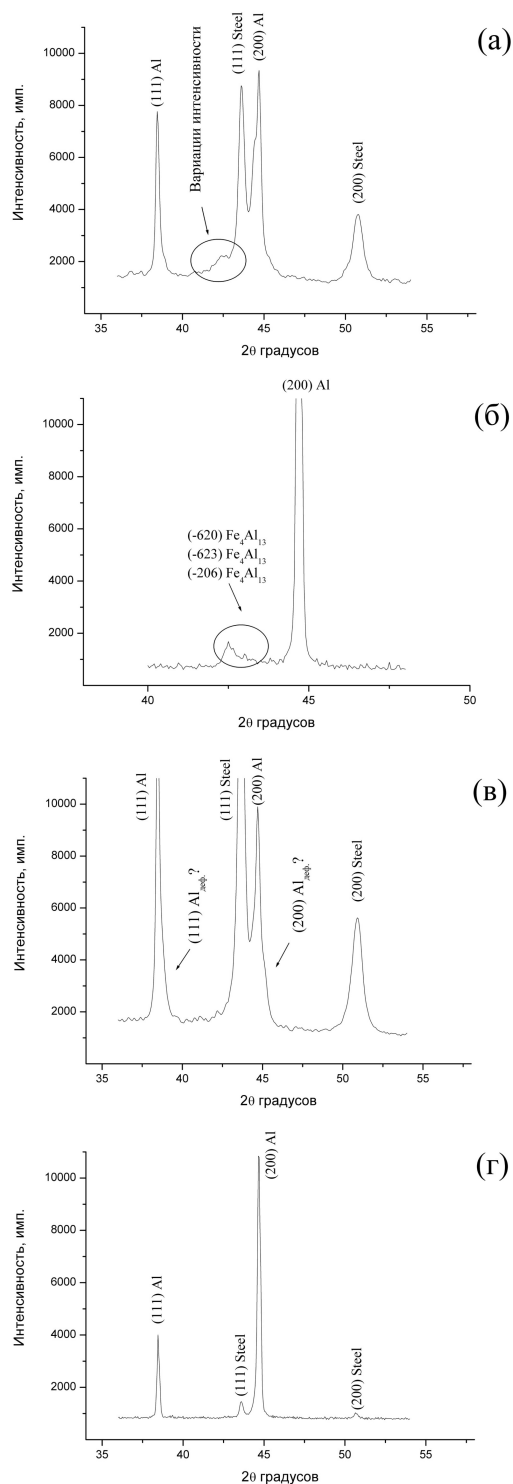 (а)
Интенсивность, имп.
10000
8000
6000
4000
2000
(111) Al
Вариации интенсивности
(111) Steel
(200) Al
(200) Steel
35 40 45 50 55
2θ градусов
(б)
Интенсивность, имп.
10000
8000
6000
4000
2000
(200) Al
(-620) Fe₄Al₁₃
(-623) Fe₄Al₁₃
(-206) Fe₄Al₁₃
40 45 50
2θ градусов
(в)
Интенсивность, имп.
10000
8000
6000
4000
2000
(111) Al
(111) Al деф.?
(111) Steel
(200) Al
(200) Al деф.?
(200) Steel
35 40 45 50 55
2θ градусов
(г)
Интенсивность, имп.
10000
8000
6000
4000
2000
(111) Al
(111) Steel
(200) Al
(200) Steel
35 40 45 50 55
2θ градусов